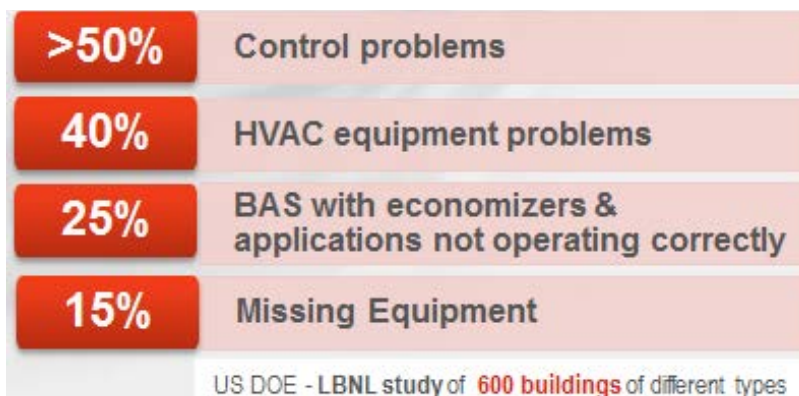 >50% Control problems
40% HVAC equipment problems
25% BAS with economizers &
applications not operating correctly
15% Missing Equipment
US DOE - LBNL study of 600 buildings of different types